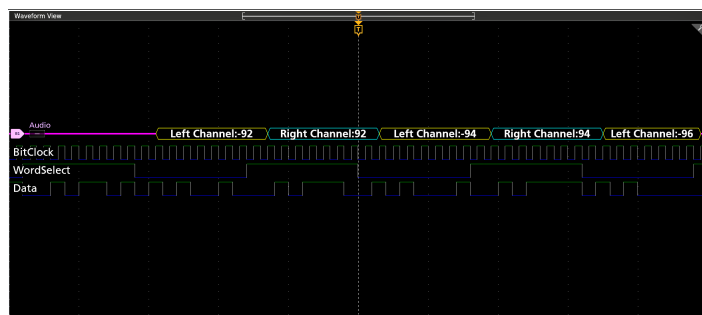 Waveform View
T
Audio
B1 Left Channel:-92 Right Channel:92 Left Channel:-94 Right Channel:94 Left Channel:-96
BitClock
WordSelect
Data